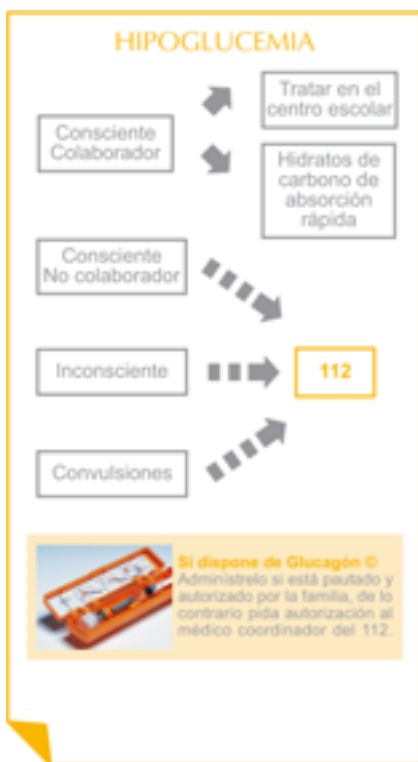 HIPOGLUCEMIA
Consciente
Colaborador
Tratar en el
centro escolar
Hidratos de
carbono de
absorción
rápida
Consciente
No colaborador
Inconsciente
112
Convulsiones
Si dispone de Glucagón ©
Adminístrelo si está pautado y
autorizado por la familia, de lo
contrario pida autorización al
médico coordinador del 112.